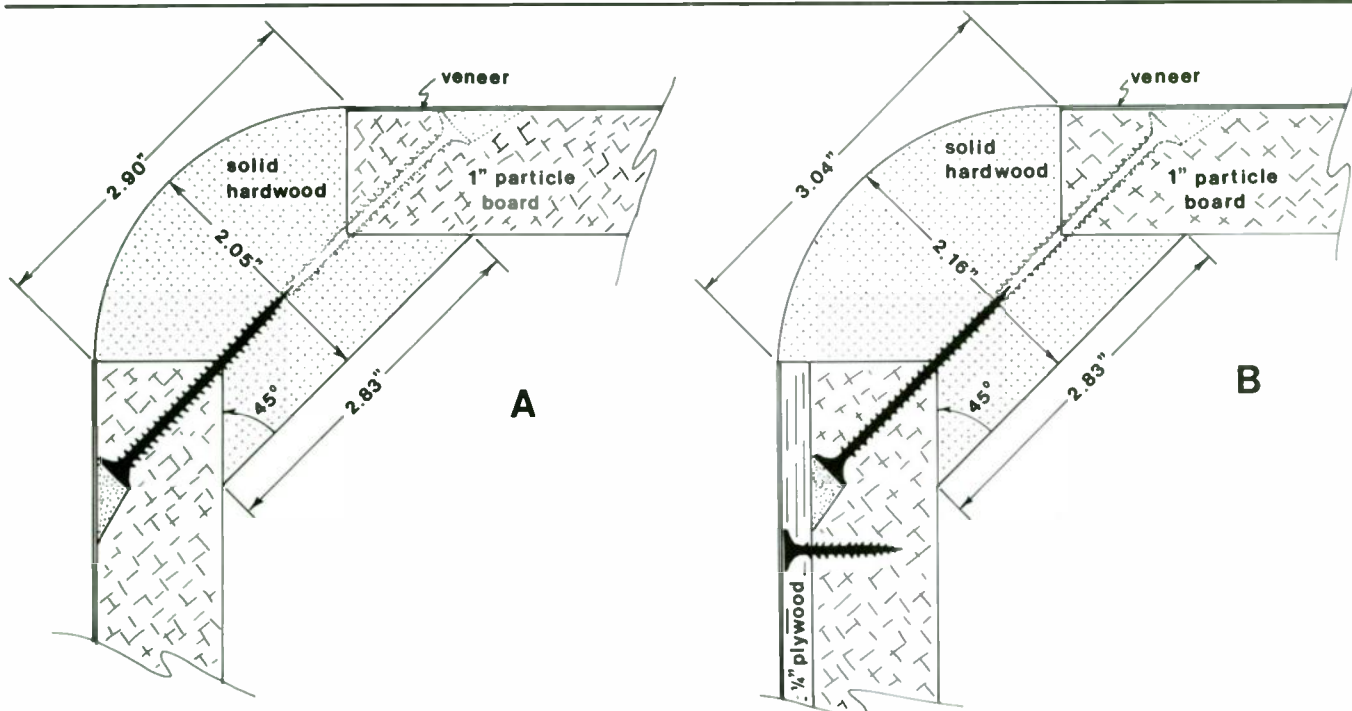 veneer
solid
hardwood
1" particle
board
2.90"
2.05"
2.83"
45°
A
veneer
solid
hardwood
1" particle
board
3.04"
2.16"
2.83"
45°
B
¼" plywood